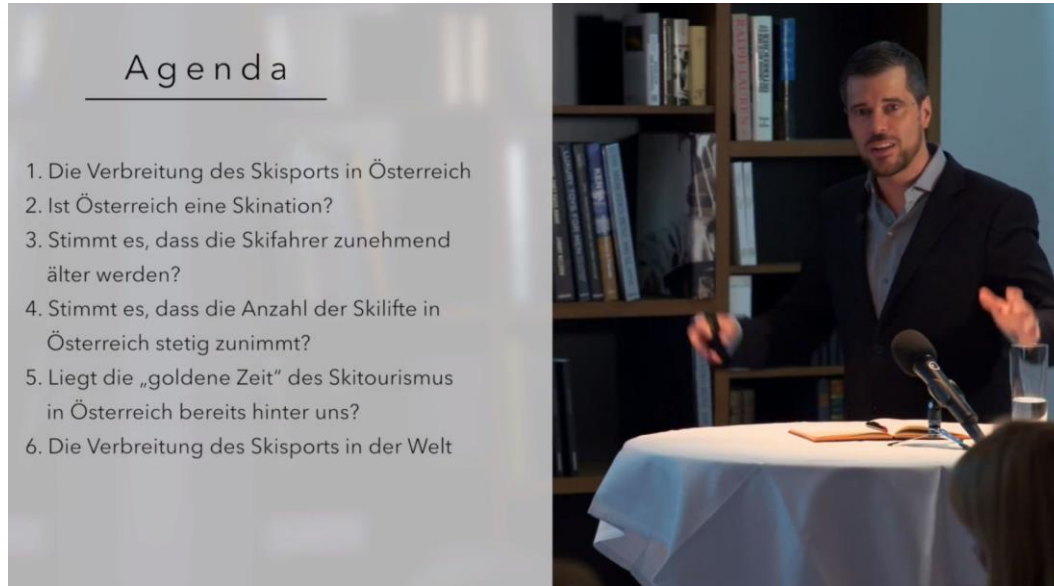 Agenda
1. Die Verbreitung des Skisports in Österreich
2. Ist Österreich eine Skination?
3. Stimmt es, dass die Skifahrer zunehmend
älter werden?
4. Stimmt es, dass die Anzahl der Skilifte in
Österreich stetig zunimmt?
5. Liegt die „goldene Zeit“ des Skitourismus
in Österreich bereits hinter uns?
6. Die Verbreitung des Skisports in der Welt
RALPH LAUREN